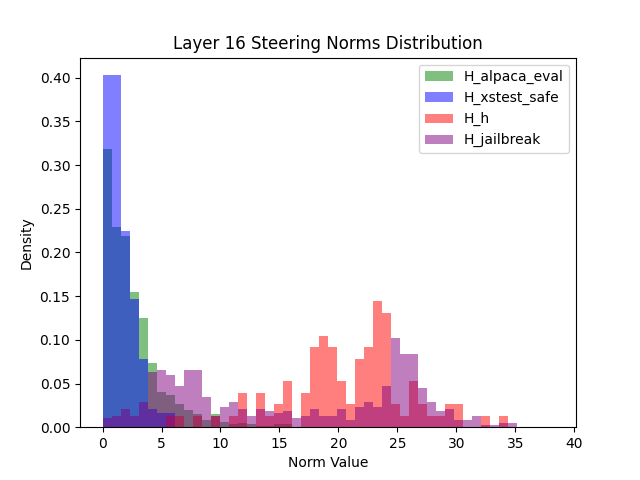 Layer 16 Steering Norms Distribution
H_alpaca_eval
H_xstest_safe
H_h
H_jailbreak
Density
0.40
0.35
0.30
0.25
0.20
0.15
0.10
0.05
0.00
0 5 10 15 20 25 30 35 40
Norm Value